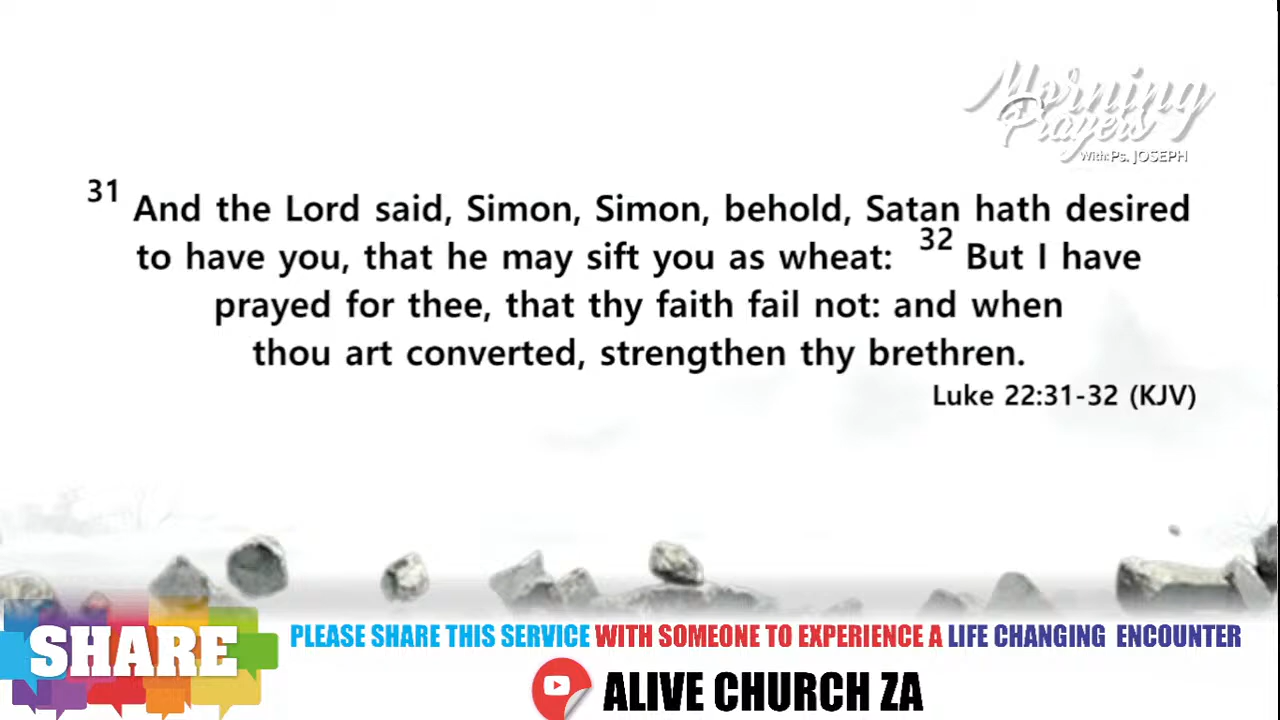 Morning
Prayers
With: Ps. JOSEPH
31 And the Lord said, Simon, Simon, behold, Satan hath desired
to have you, that he may sift you as wheat: 32 But I have
prayed for thee, that thy faith fail not: and when
thou art converted, strengthen thy brethren.
Luke 22:31-32 (KJV)
SHARE
PLEASE SHARE THIS SERVICE WITH SOMEONE TO EXPERIENCE A LIFE CHANGING ENCOUNTER
ALIVE CHURCH ZA